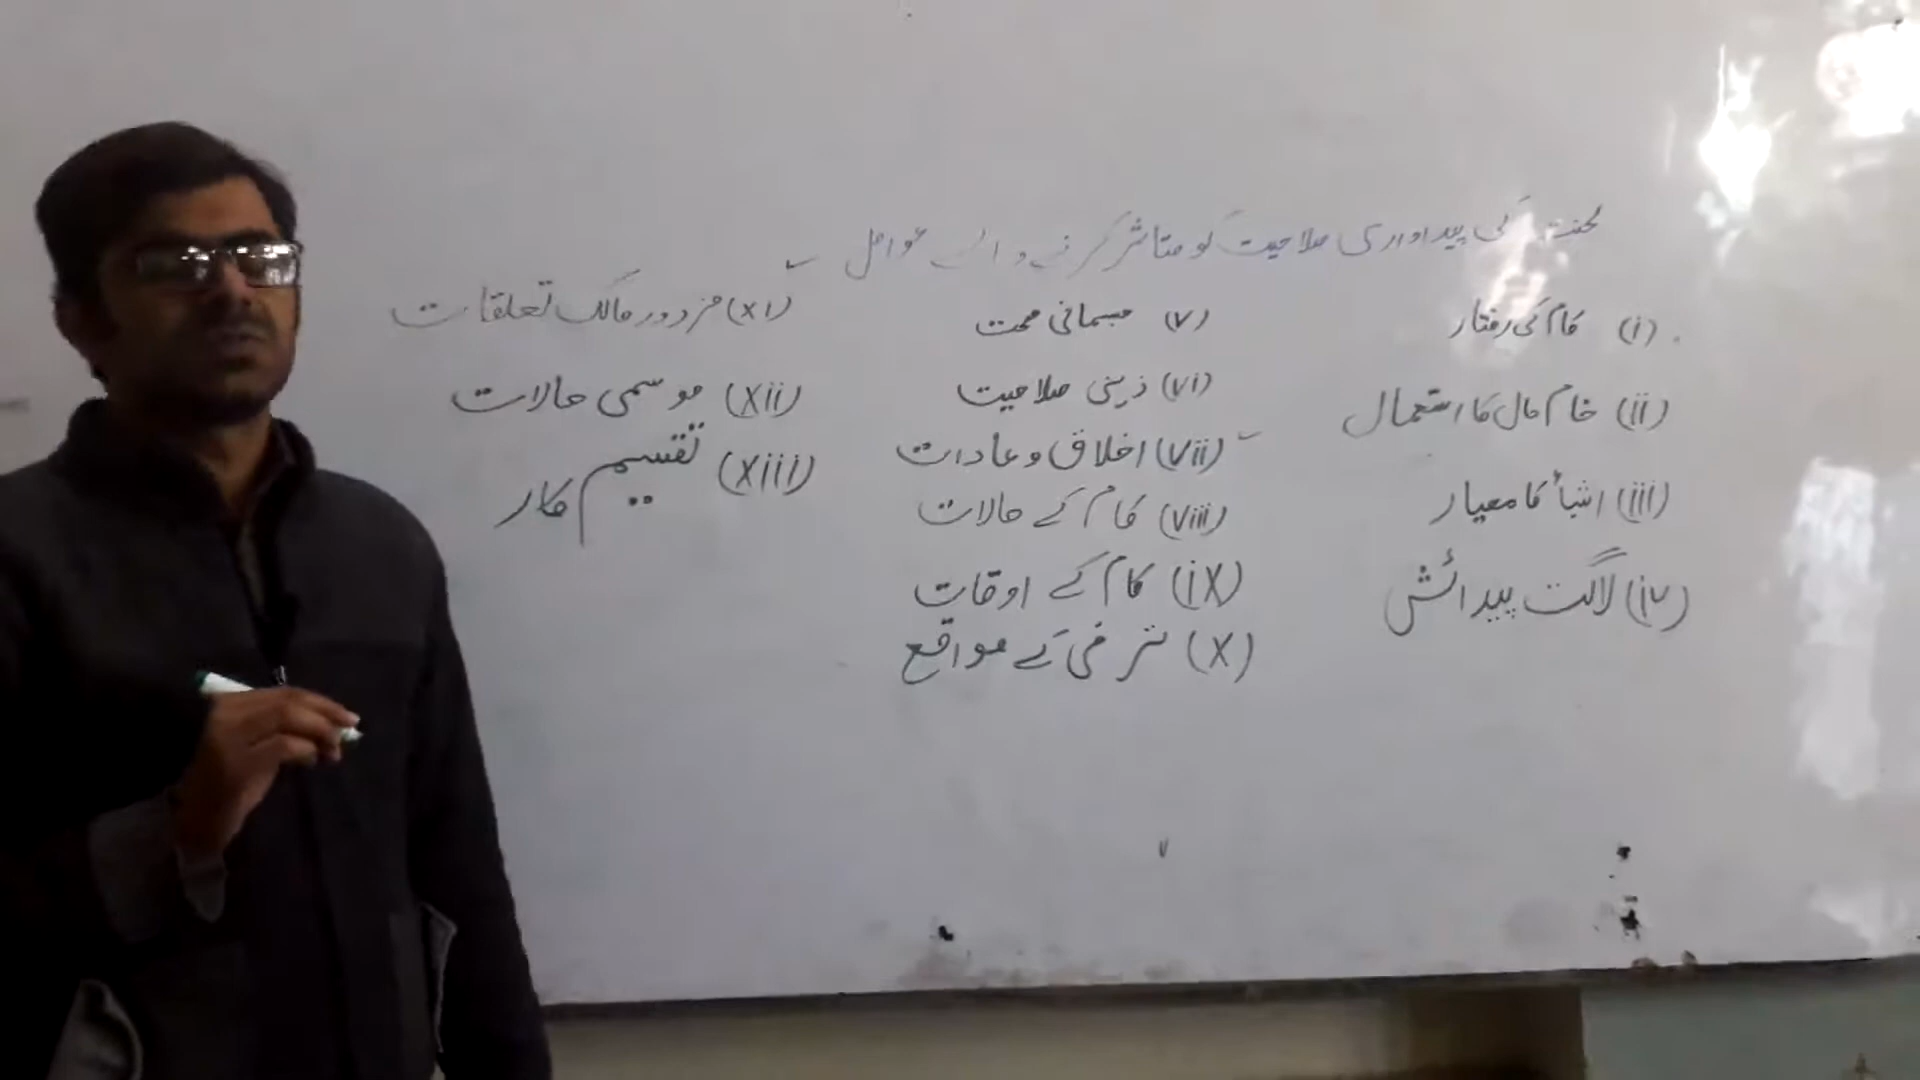 محنت کی پیداواری صلاحیت کو متاثر کرنے والے عوامل
(i) کام کی رفتار
(ii) خام مال کا استعمال
(iii) اشیأ کا معیار
(iv) لاگت پیدائش
(v) جسمانی صحت
(vi) ذہنی صلاحیت
(vii) اخلاق و عادات
(viii) کام کے حالات
(ix) کام کے اوقات
(x) ترقی کے مواقع
(xi) مزدور مالک تعلقات
(xii) موسمی حالات
(xiii) تقسیم کار